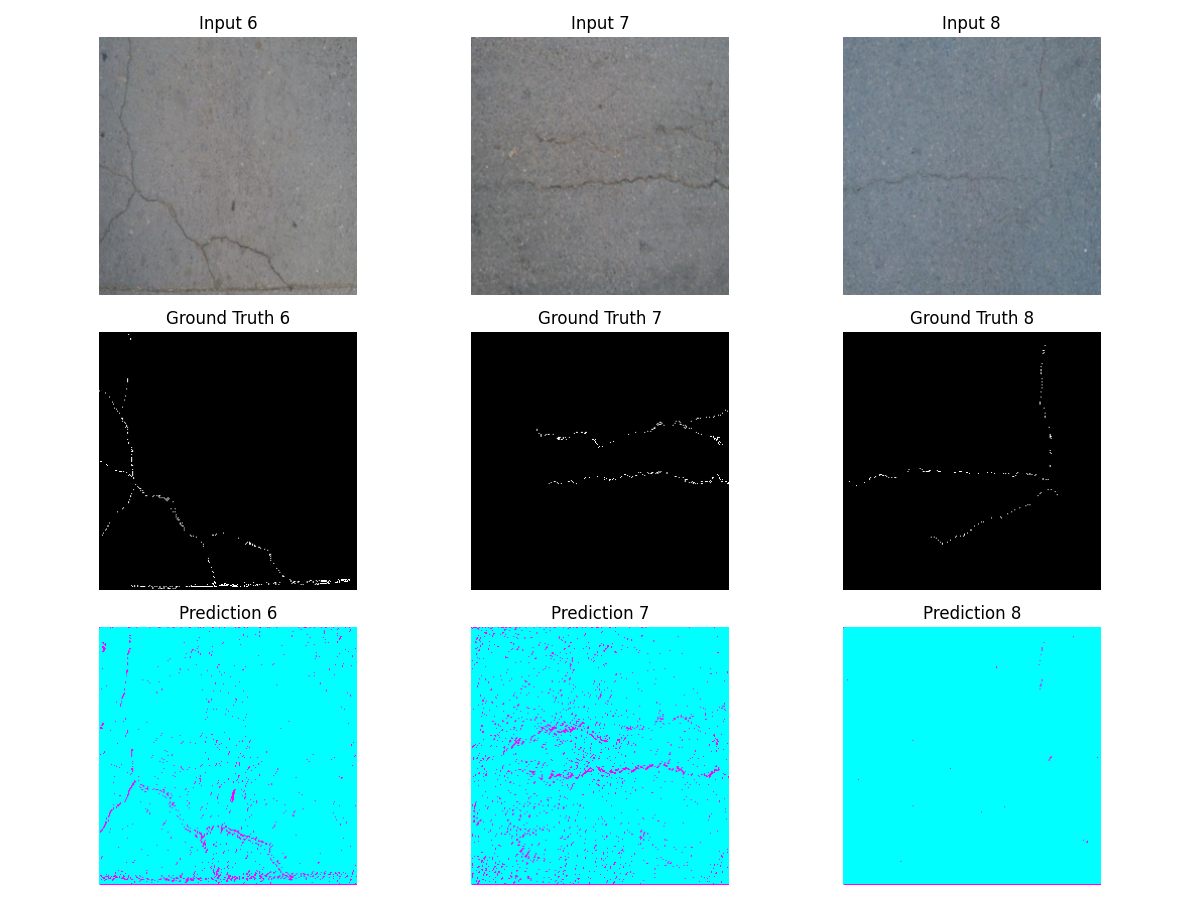 Input 6
Input 7
Input 8
Ground Truth 6
Ground Truth 7
Ground Truth 8
Prediction 6
Prediction 7
Prediction 8